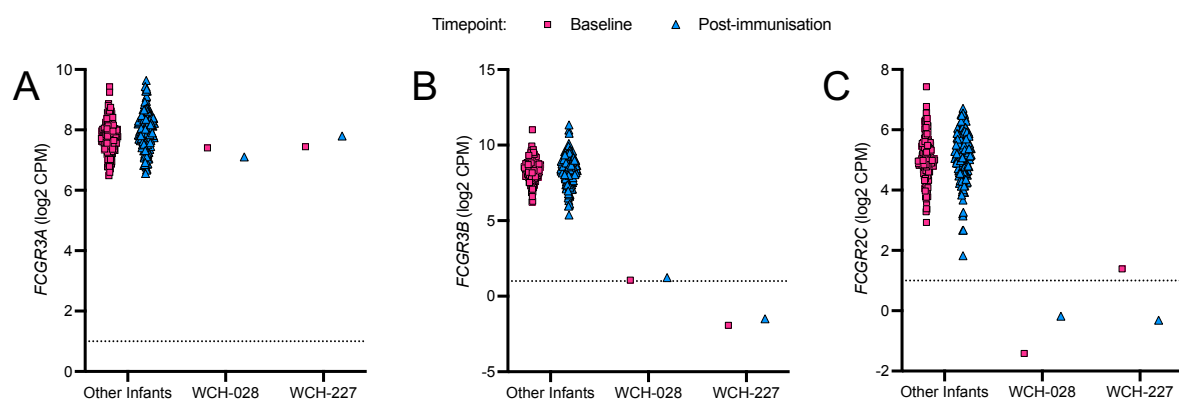 Timepoint: Baseline Post-immunisation
A
FCGR3A (log2 CPM)
10
8
6
4
2
0
Other Infants WCH-028 WCH-227
B
FCGR3B (log2 CPM)
15
10
5
0
-5
Other Infants WCH-028 WCH-227
C
FCGR2C (log2 CPM)
8
6
4
2
0
-2
Other Infants WCH-028 WCH-227